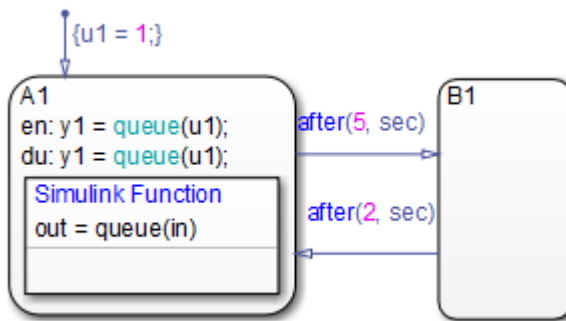 {u1 = 1;}
A1
en: y1 = queue(u1);
du: y1 = queue(u1);
Simulink Function
out = queue(in)
after(5, sec)
after(2, sec)
B1